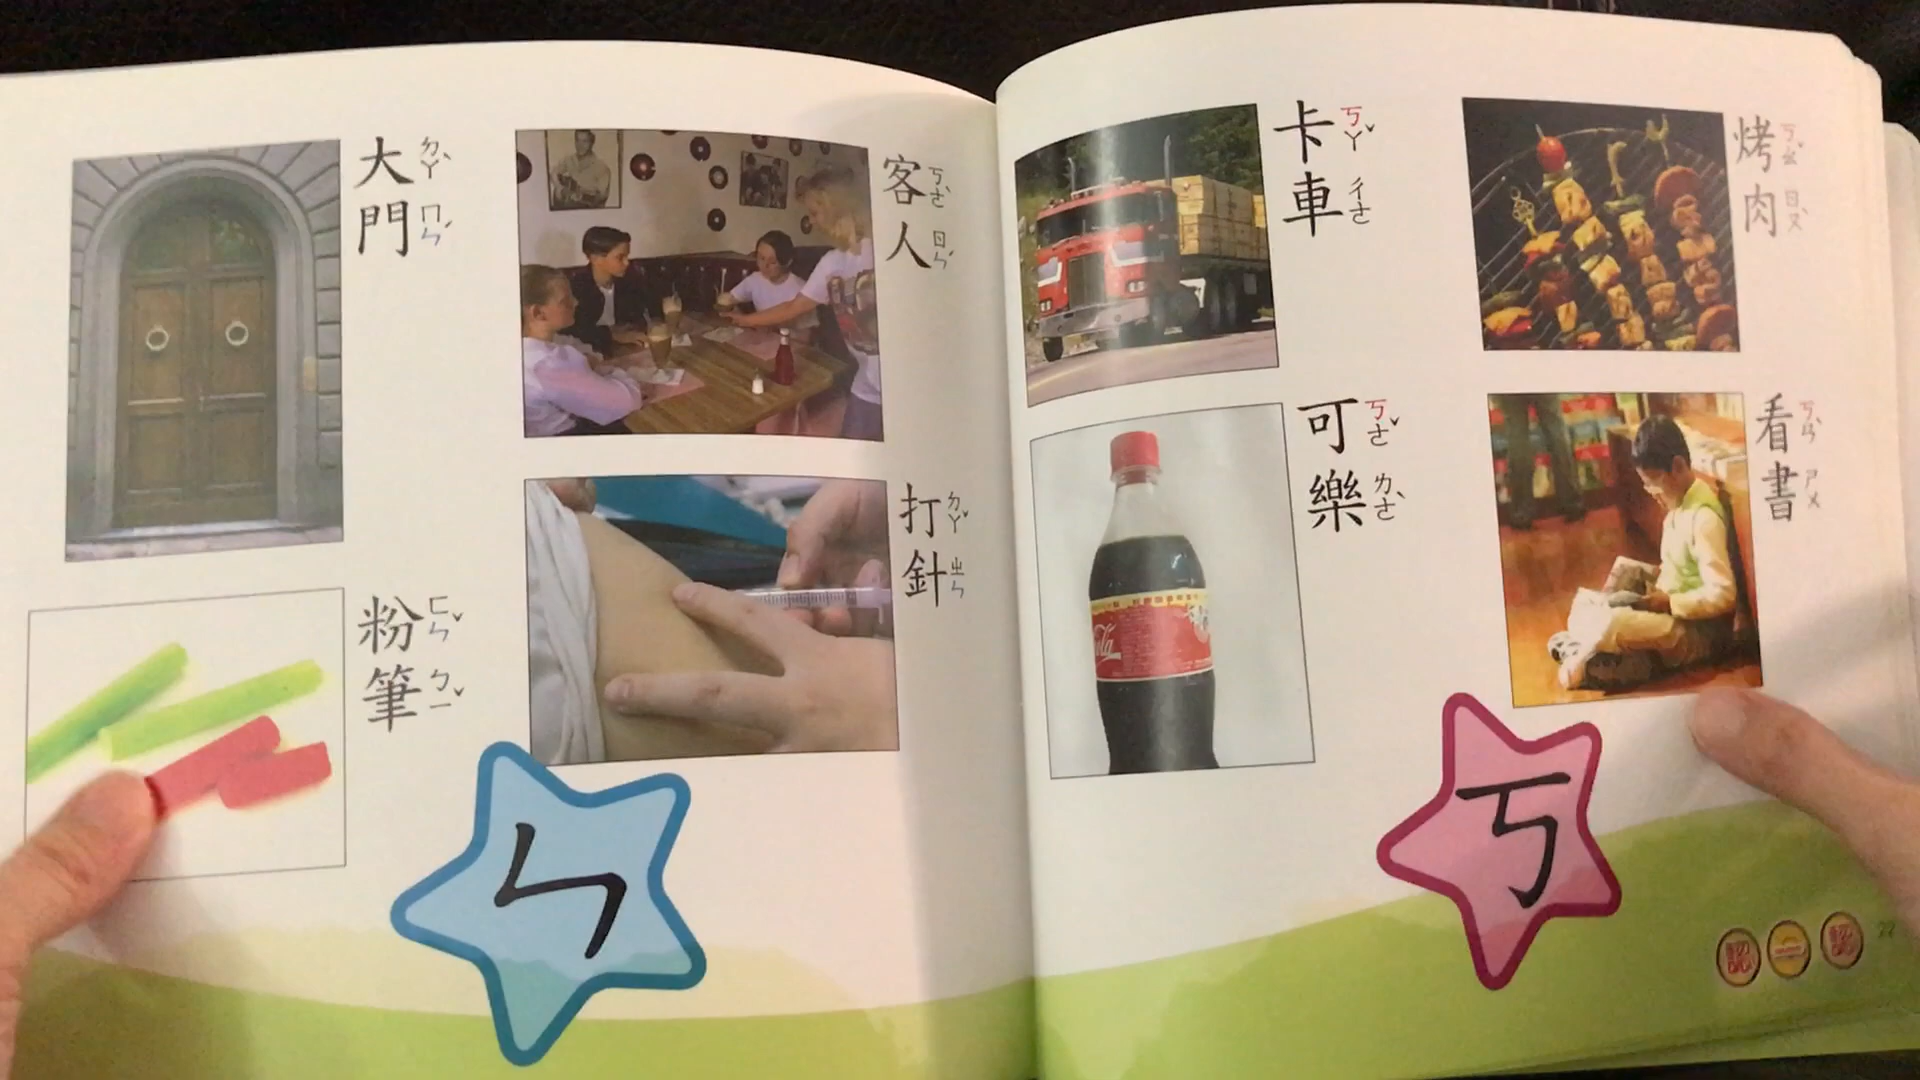 大門
ㄉㄚˋ ㄇㄣˊ
客人
ㄎㄜˋ ㄖㄣˊ
粉筆
ㄈㄣˇ ㄅㄧˇ
打針
ㄉㄚˇ ㄓㄣ
ㄣ
卡車
ㄎㄚˇ ㄔㄜ
烤肉
ㄎㄠˇ ㄖㄡˋ
可樂
ㄎㄜˇ ㄌㄜˋ
看書
ㄎㄢˋ ㄕㄨ
ㄎ